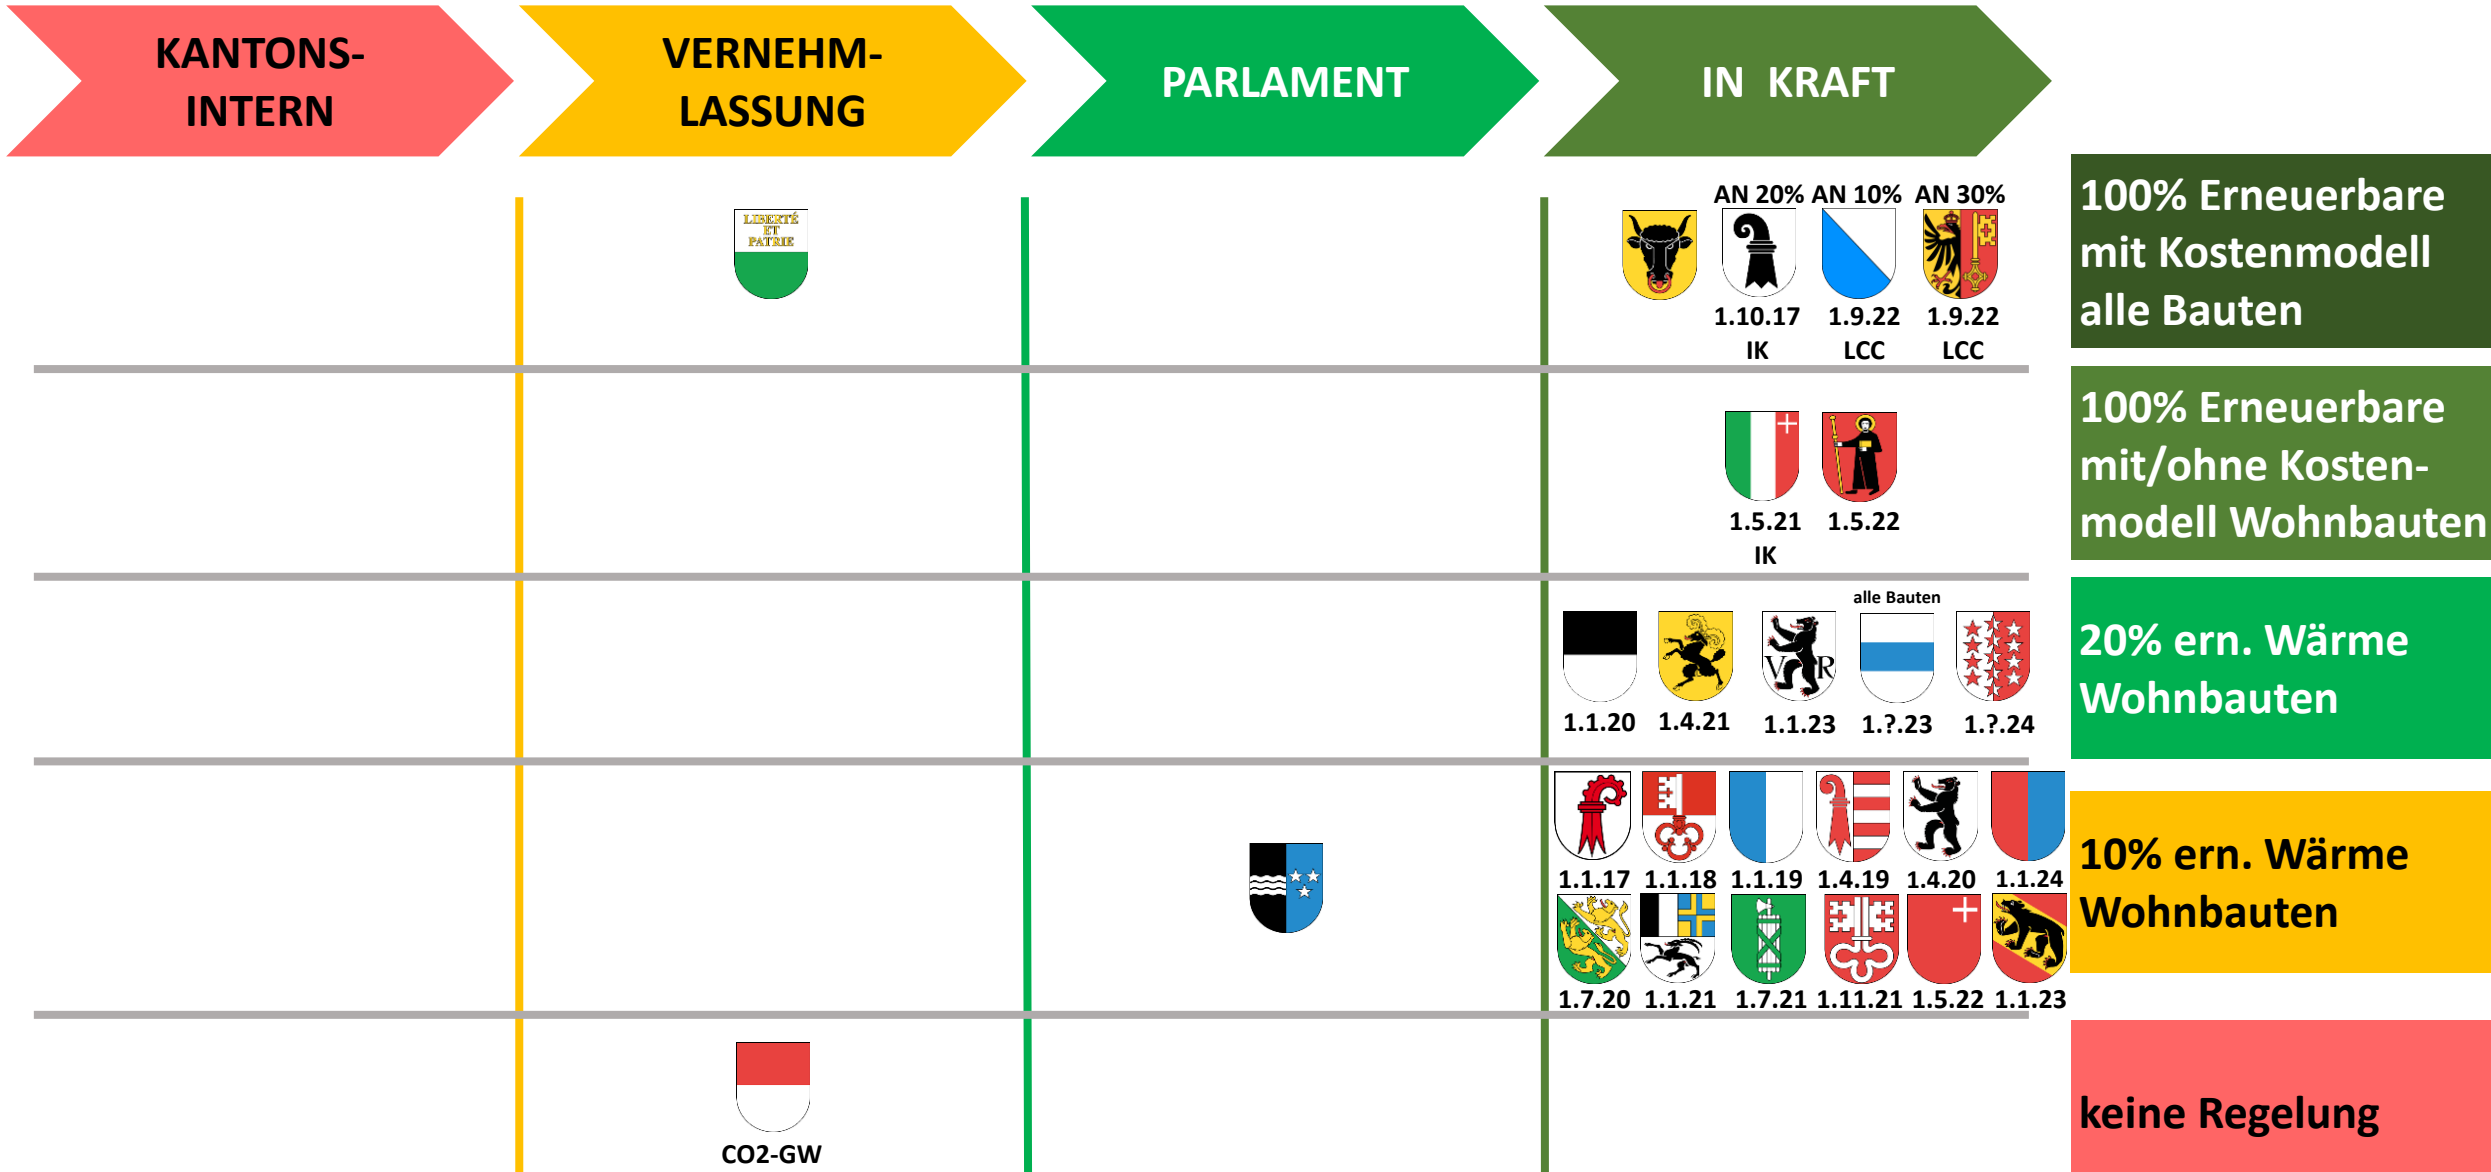 KANTONS-
INTERN
VERNEHM-
LASSUNG
PARLAMENT
IN KRAFT
LIBERTÉ
ET
PATRIE
AN 20% AN 10% AN 30%
1.10.17 1.9.22 1.9.22
IK LCC LCC
100% Erneuerbare
mit Kostenmodell
alle Bauten
1.5.21 1.5.22
IK
100% Erneuerbare
mit/ohne Kosten-
modell Wohnbauten
alle Bauten
V R
1.1.20 1.4.21 1.1.23 1.?.23 1.?.24
20% ern. Wärme
Wohnbauten
1.1.17 1.1.18 1.1.19 1.4.19 1.4.20 1.1.24
1.7.20 1.1.21 1.7.21 1.11.21 1.5.22 1.1.23
10% ern. Wärme
Wohnbauten
CO2-GW
keine Regelung